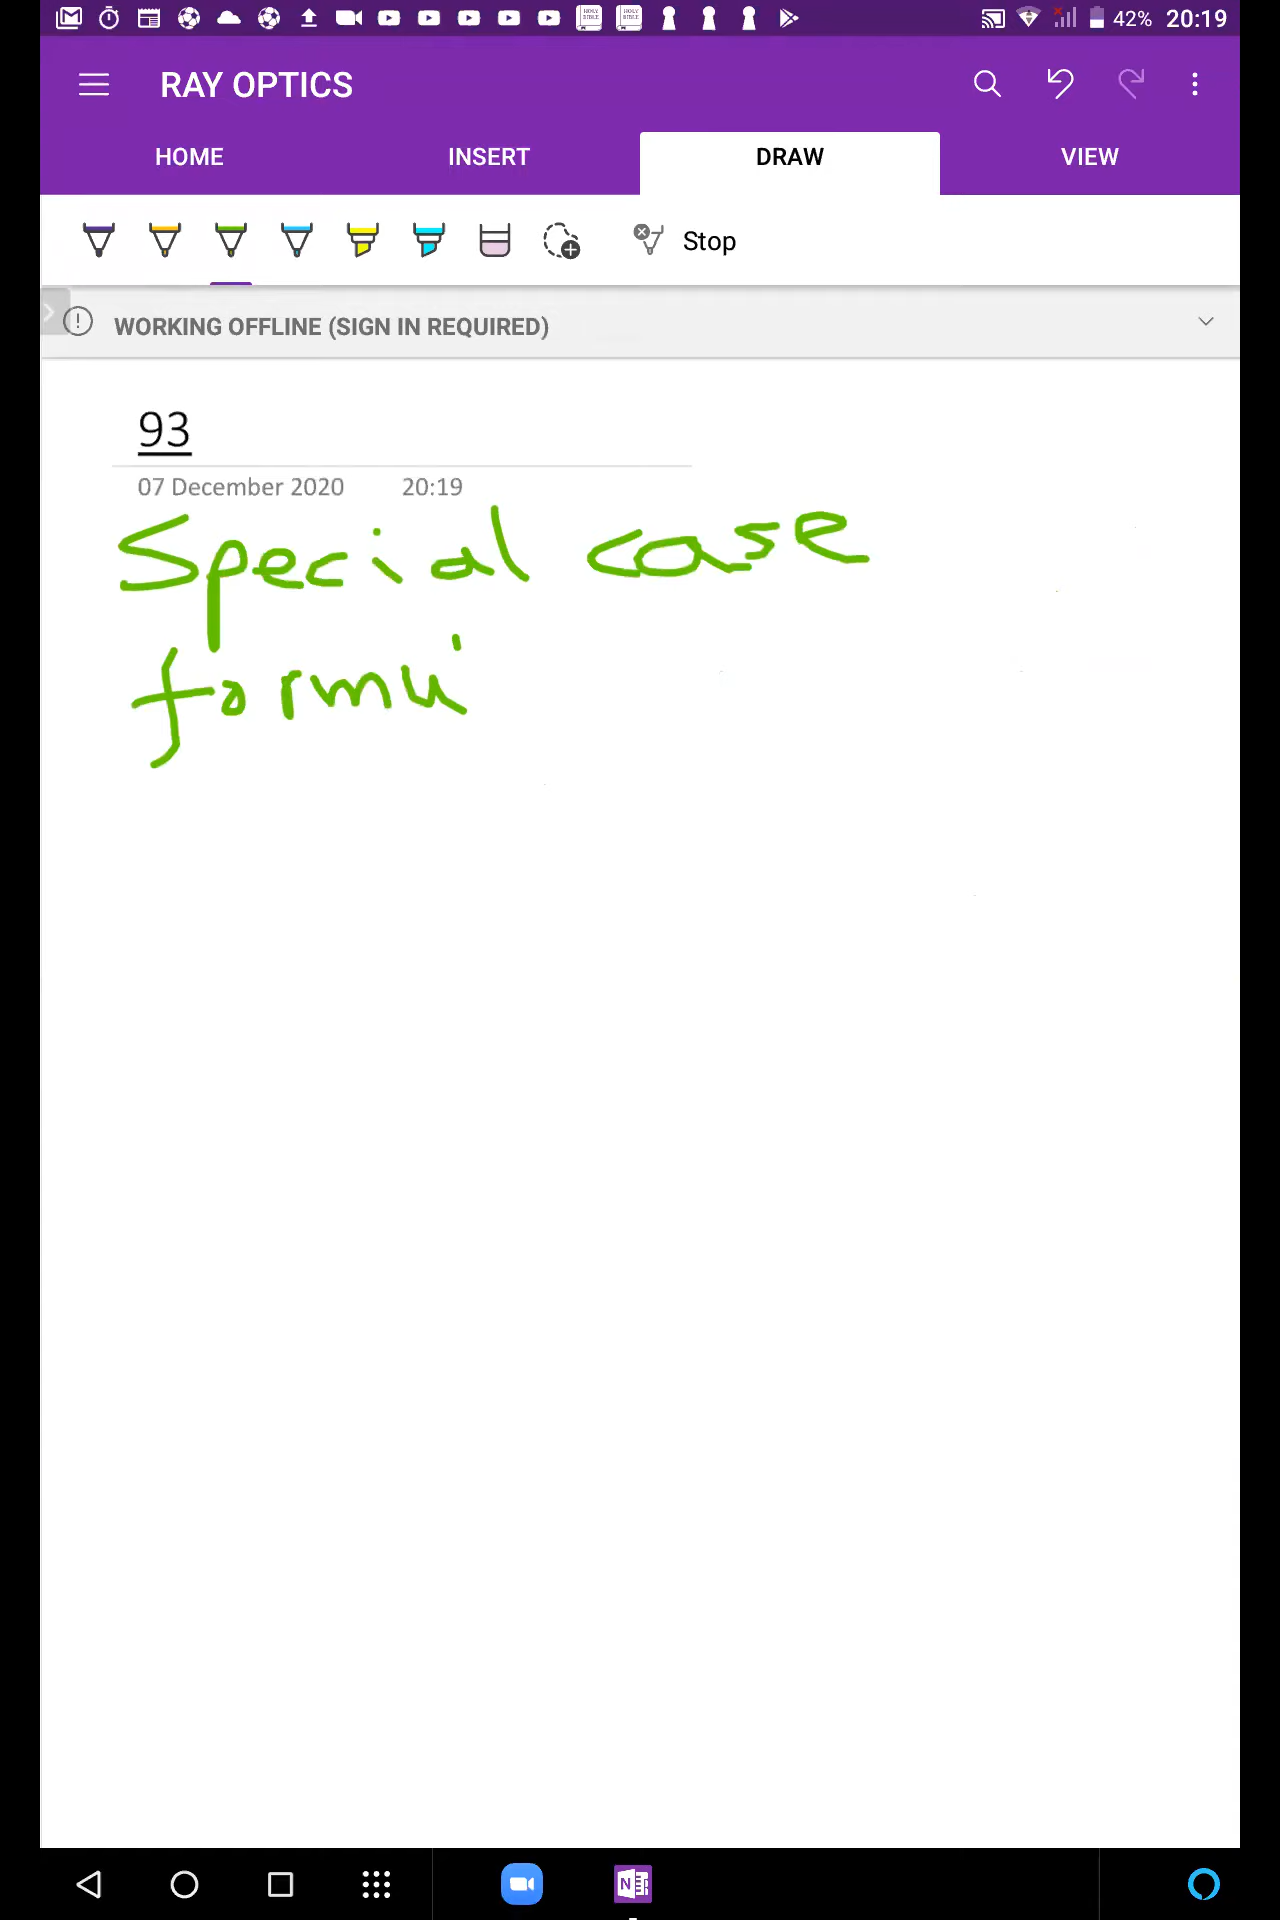 42% 20:19
RAY OPTICS
HOME INSERT DRAW VIEW
Stop
WORKING OFFLINE (SIGN IN REQUIRED)
93
07 December 2020 20:19
Special case
formu